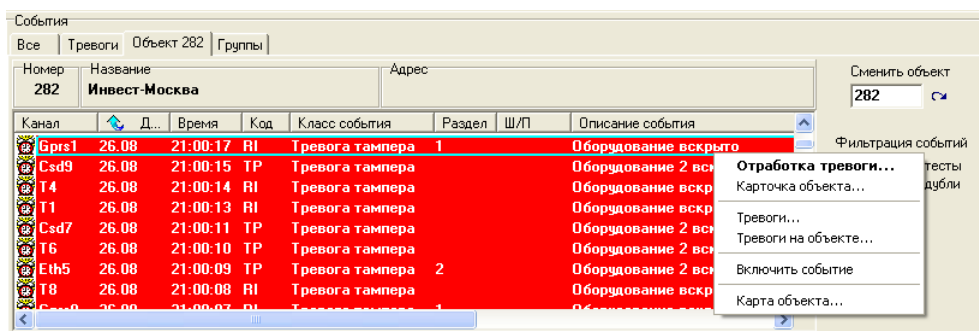 События
Все Тревоги Объект 282 Группы
Номер Название Адрес Сменить объект
282 Инвест-Москва 282
Канал Д... Время Код Класс события Раздел Ш/П Описание события
Фильтрация событий
Gprs1 26.08 21:00:17 RI Тревога тампера 1 Оборудование вскрыто
Csd9 26.08 21:00:15 TP Тревога тампера Оборудование 2 вск Отработка тревоги... тесты
T4 26.08 21:00:14 RI Тревога тампера Оборудование вскр Карточка объекта... дубли
T1 26.08 21:00:13 RI Тревога тампера Оборудование вскр
Csd7 26.08 21:00:11 TP Тревога тампера Оборудование 2 вск Тревоги...
T6 26.08 21:00:10 TP Тревога тампера Оборудование 2 вск Тревоги на объекте...
Eth5 26.08 21:00:09 TP Тревога тампера 2 Оборудование 2 вск Включить событие
T8 26.08 21:00:08 RI Тревога тампера Оборудование вскр
Карта объекта...